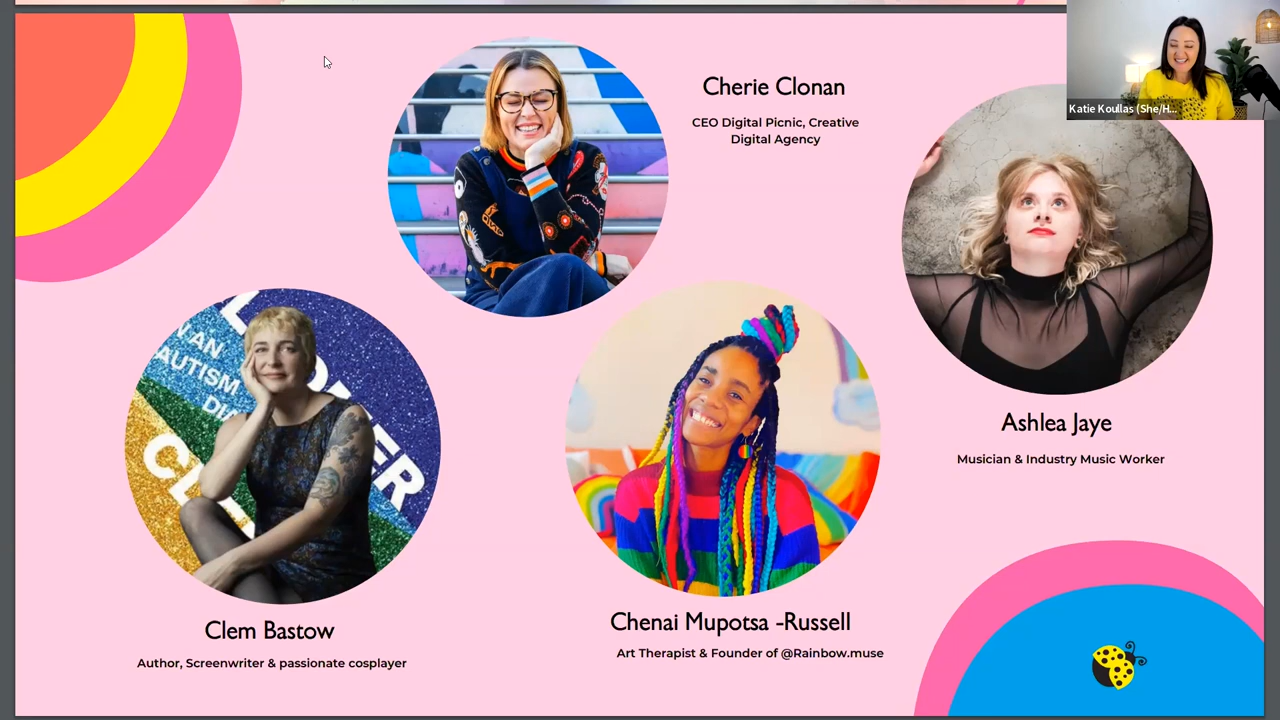 Cherie Clonan
CEO Digital Picnic, Creative
Digital Agency
Katie Koullas (She/H...
Ashlea Jaye
Musician & Industry Music Worker
AUTISM
Clem Bastow
Author, Screenwriter & passionate cosplayer
Chenai Mupotsa -Russell
Art Therapist & Founder of @Rainbow.muse